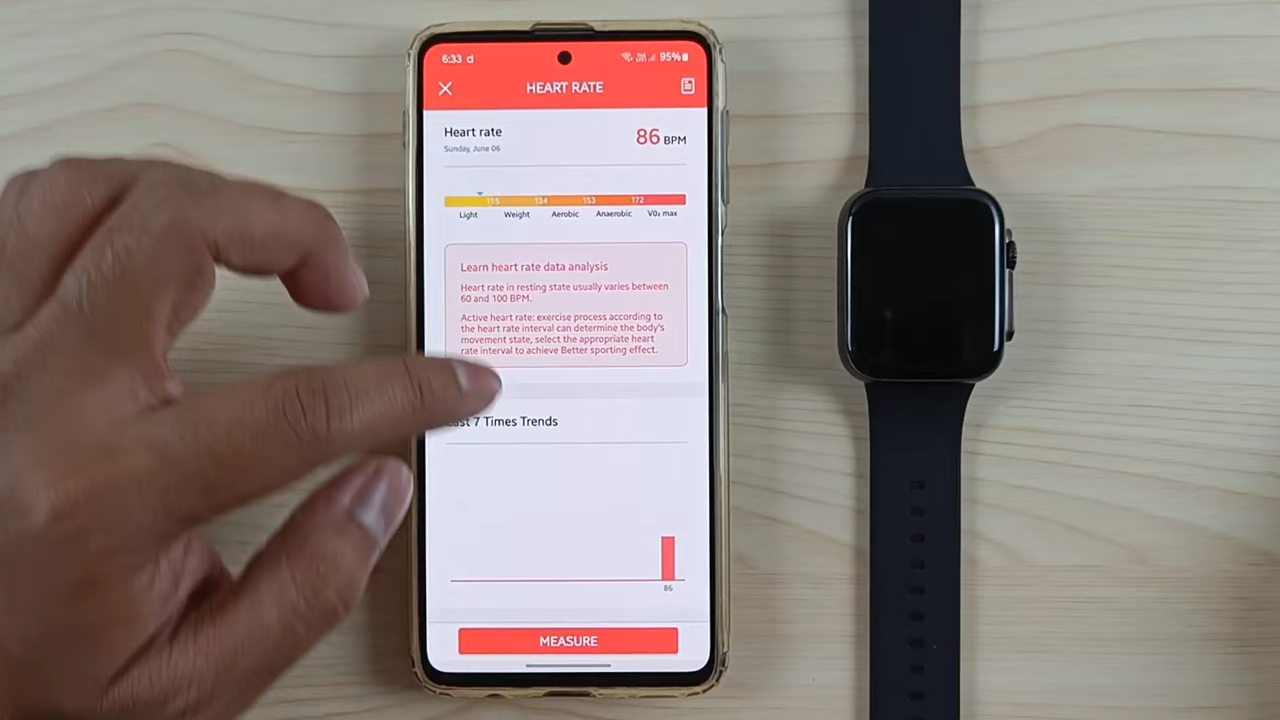 6:33 d
95%
HEART RATE
Heart rate
86 BPM
Sunday, June 06
115 134 153 172
Light Weight Aerobic Anaerobic VO₂ max
Learn heart rate data analysis
Heart rate in resting state usually varies between
60 and 100 BPM.
Active heart rate: exercise process according to
the heart rate interval can determine the body's
movement state, select the appropriate heart
rate interval to achieve Better sporting effect.
7 Times Trends
86
MEASURE